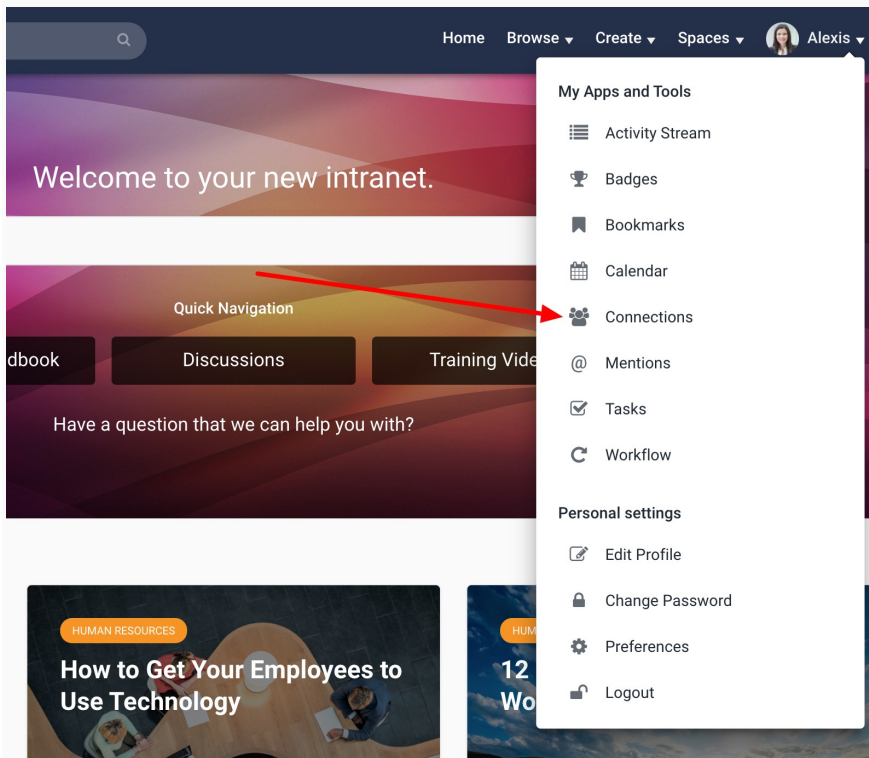 Home Browse Create Spaces Alexis
My Apps and Tools
Activity Stream
Badges
Bookmarks
Calendar
Connections
@ Mentions
Tasks
Workflow
Personal settings
Edit Profile
Change Password
Preferences
Logout
Welcome to your new intranet.
Quick Navigation
dbook Discussions Training Vide
Have a question that we can help you with?
HUMAN RESOURCES
How to Get Your Employees to
Use Technology
HUM
12
Wo